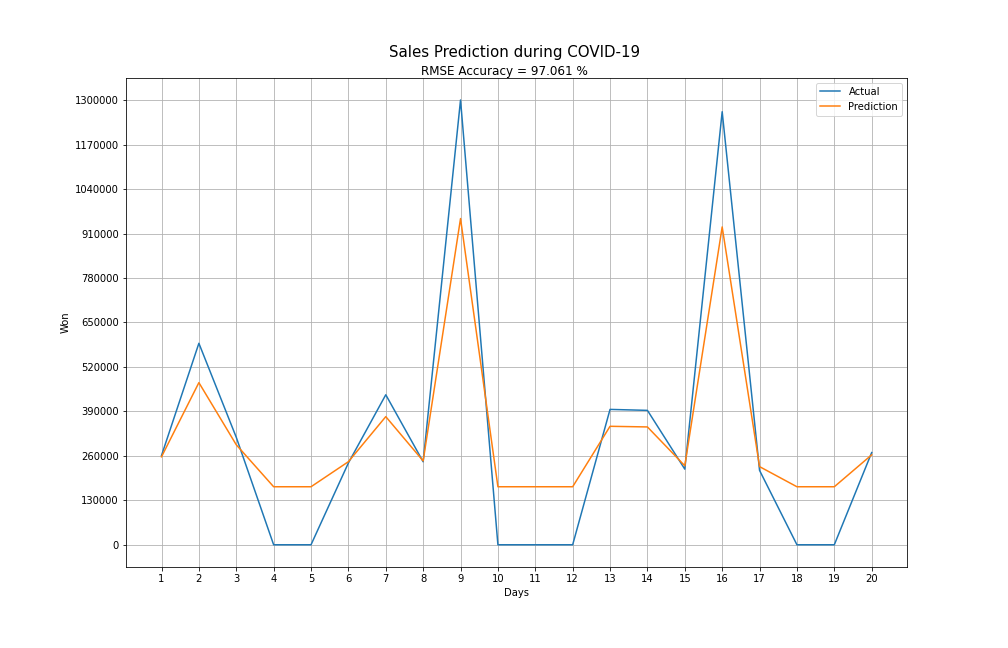 Sales Prediction during COVID-19
RMSE Accuracy = 97.061 %
Actual
Prediction
1300000
1170000
1040000
910000
780000
650000
520000
390000
260000
130000
0
Won
1 2 3 4 5 6 7 8 9 10 11 12 13 14 15 16 17 18 19 20
Days